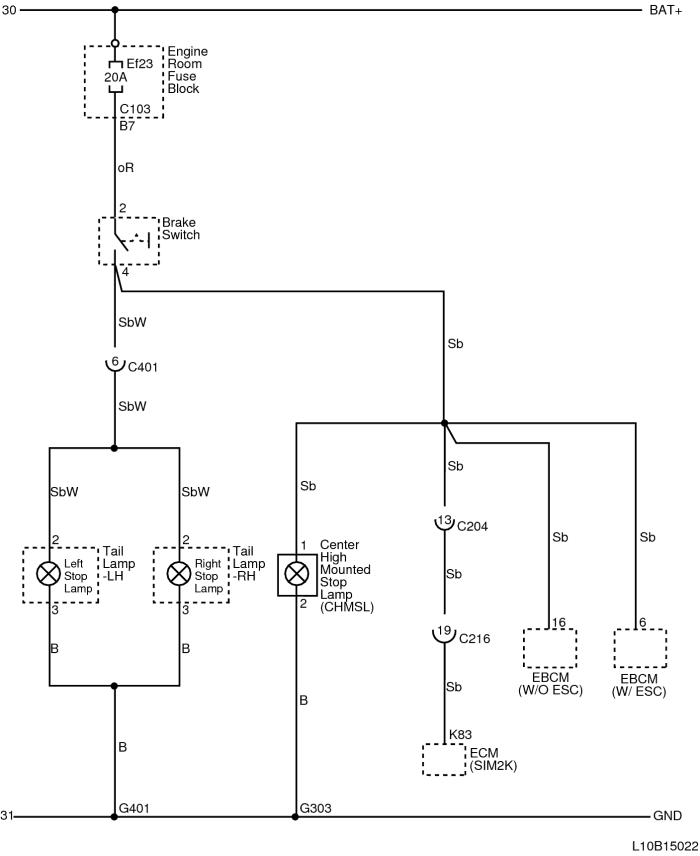 30 BAT+
Ef23
20A
Engine
Room
Fuse
Block
C103
B7
oR
2
Brake
Switch
4
SbW
Sb
6 C401
SbW
SbW SbW Sb Sb
13 C204
2 2 1 Sb Sb
Left
Stop
Lamp
Tail
Lamp
-LH
Right
Stop
Lamp
Tail
Lamp
-RH
Center
High
Mounted
Stop
Lamp
(CHMSL)
Sb
3 3 2
19 C216
16 6
B B
EBCM
(W/O ESC)
EBCM
(W/ ESC)
Sb
B
B
K83
ECM
(SIM2K)
31 G401 G303 GND
L10B15022